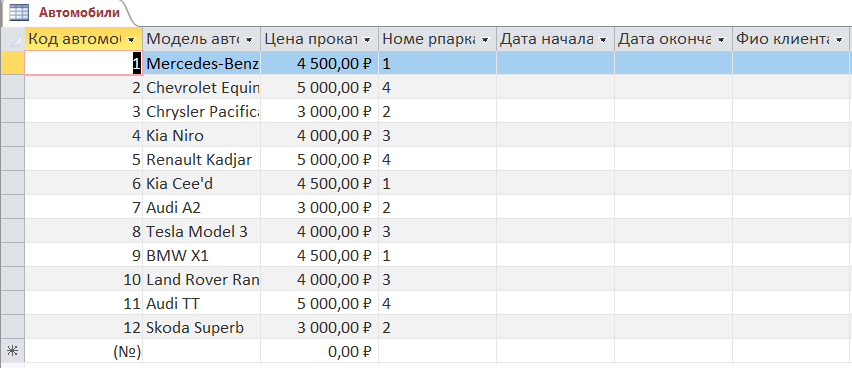 Автомобили
Код автомоб Модель авто Цена прокат Номе рпарка Дата начала Дата оконча Фио клиента
1 Mercedes-Benz 4 500,00 ₽ 1
2 Chevrolet Equin 5 000,00 ₽ 4
3 Chrysler Pacifica 3 000,00 ₽ 2
4 Kia Niro 4 000,00 ₽ 3
5 Renault Kadjar 5 000,00 ₽ 4
6 Kia Cee'd 4 500,00 ₽ 1
7 Audi A2 3 000,00 ₽ 2
8 Tesla Model 3 4 000,00 ₽ 3
9 BMW X1 4 500,00 ₽ 1
10 Land Rover Ran 4 000,00 ₽ 3
11 Audi TT 5 000,00 ₽ 4
12 Skoda Superb 3 000,00 ₽ 2
(№) 0,00 ₽